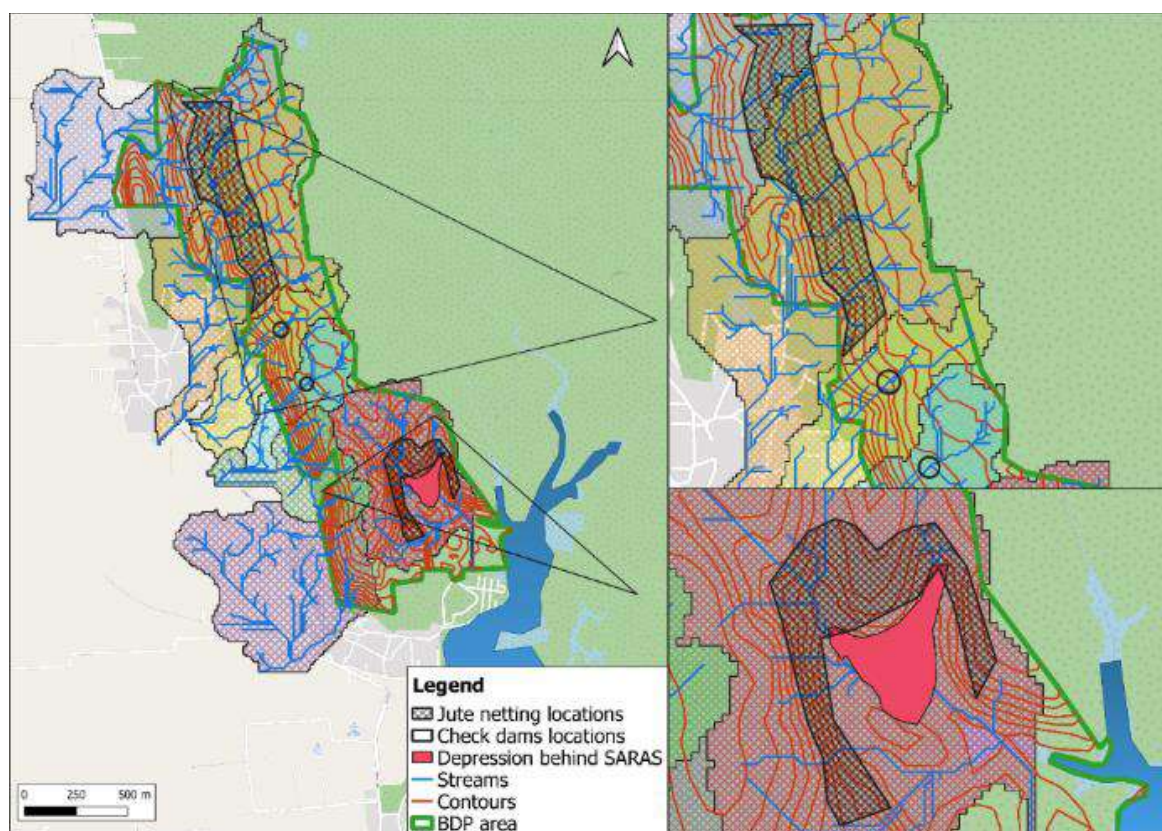 Legend
Jute netting locations
Check dams locations
Depression behind SARAS
Streams
Contours
BDP area
0 250 500 m